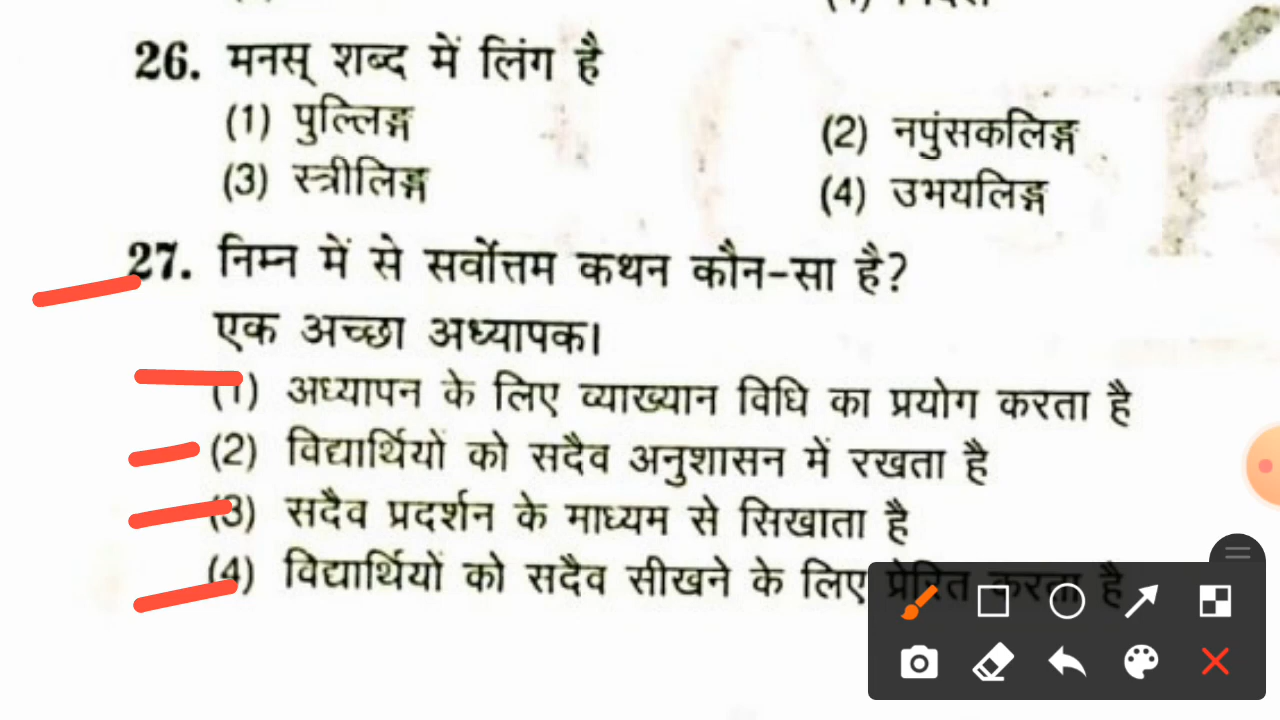 26. मनस् शब्द में लिंग है
(1) पुल्लिङ्ग
(2) नपुंसकलिङ्ग
(3) स्त्रीलिङ्ग
(4) उभयलिङ्ग
27. निम्न में से सर्वोत्तम कथन कौन-सा है?
एक अच्छा अध्यापक।
(1) अध्यापन के लिए व्याख्यान विधि का प्रयोग करता है
(2) विद्यार्थियों को सदैव अनुशासन में रखता है
(3) सदैव प्रदर्शन के माध्यम से सिखाता है
(4) विद्यार्थियों को सदैव सीखने के लिए प्रेरित करता है